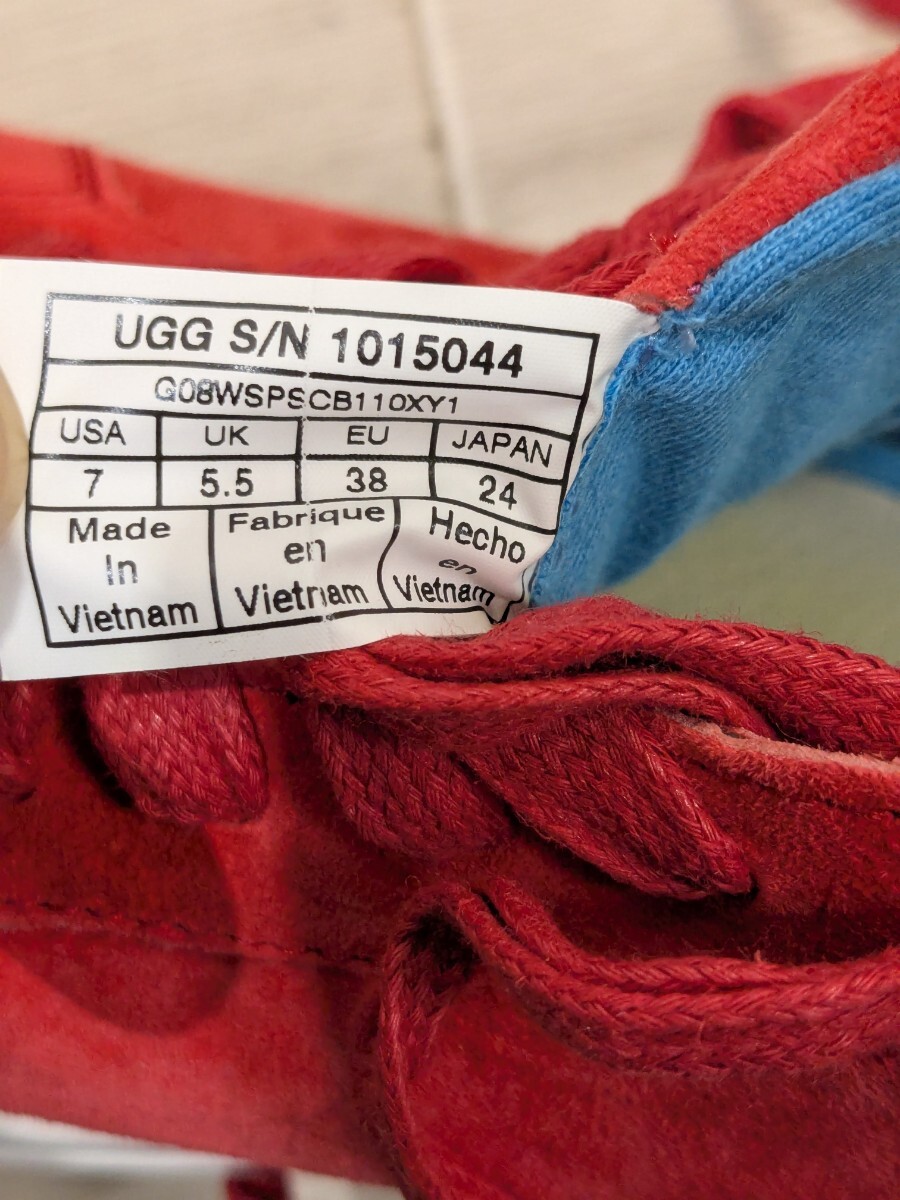 UGG S/N 1015044
G08WSPSCB110XY1
USA UK EU JAPAN
7 5.5 38 24
Made In Vietnam
Fabrique en Vietnam
Hecho en Vietnam